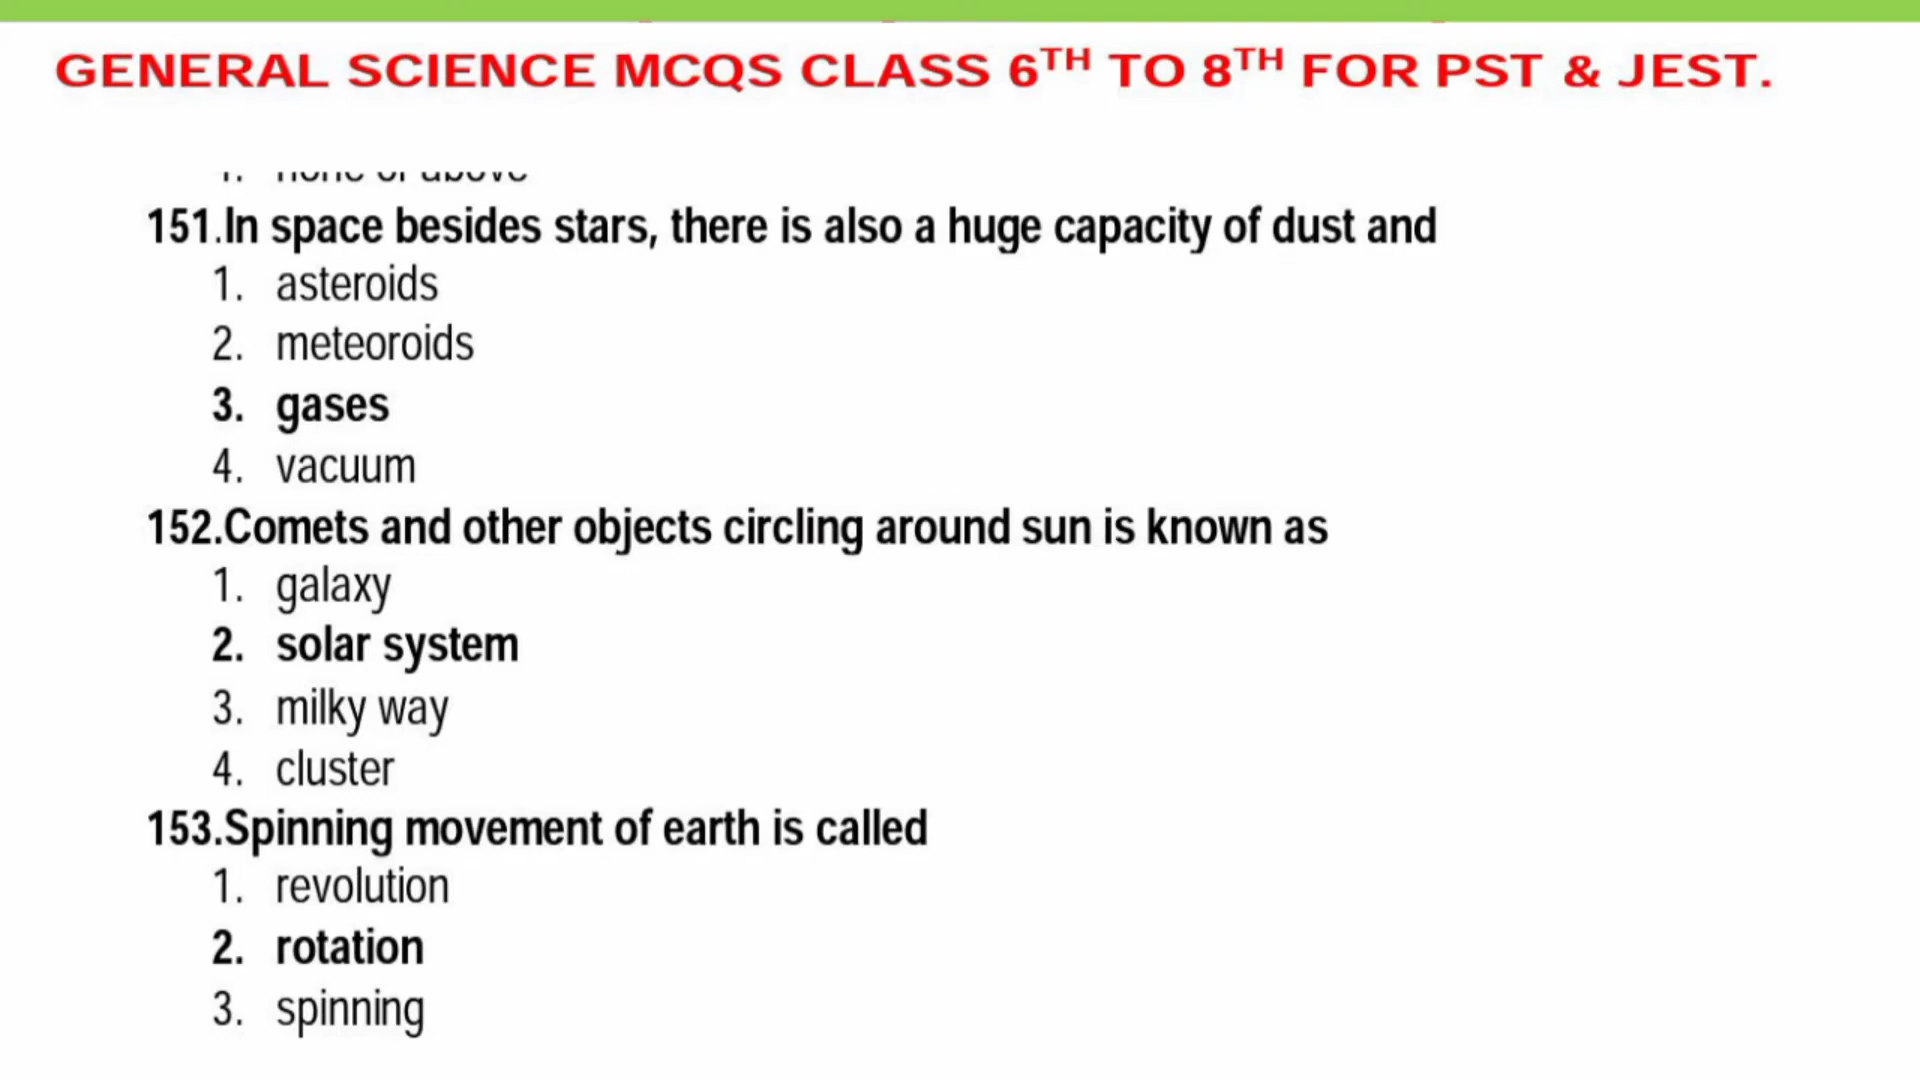 GENERAL SCIENCE MCQS CLASS 6TH TO 8TH FOR PST & JEST.
151.In space besides stars, there is also a huge capacity of dust and
1. asteroids
2. meteoroids
3. gases
4. vacuum
152.Comets and other objects circling around sun is known as
1. galaxy
2. solar system
3. milky way
4. cluster
153.Spinning movement of earth is called
1. revolution
2. rotation
3. spinning